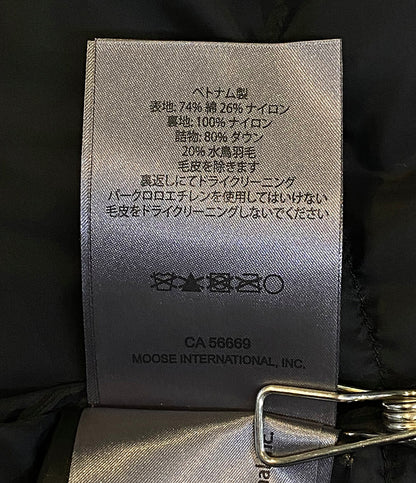 ベトナム製
表地: 74% 綿 26% ナイロン
裏地: 100% ナイロン
詰物: 80% ダウン
20% 水鳥羽毛
毛皮を除きます
裏返しにてドライクリーニング
パークロロエチレンを使用してはいけない
毛皮をドライクリーニングしないでください
CA 56669
MOOSE INTERNATIONAL, INC.